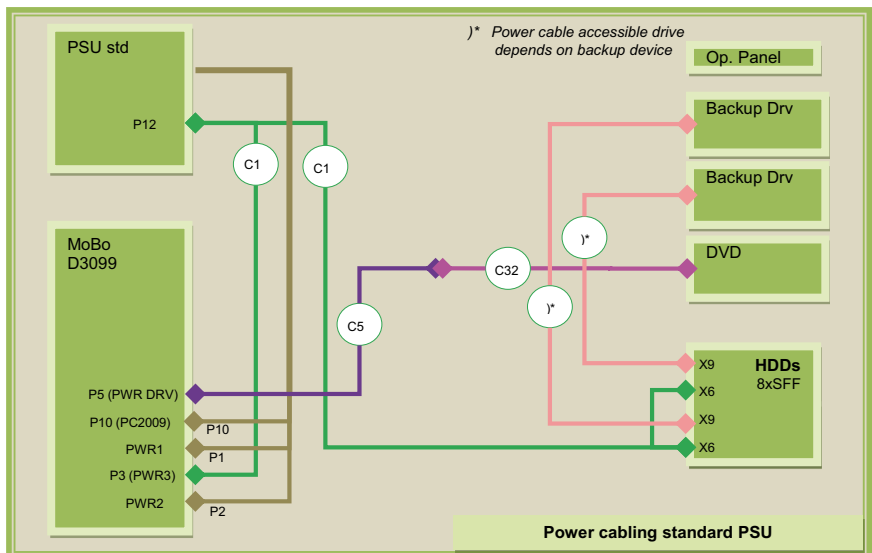 PSU std
P12
)* Power cable accessible drive
depends on backup device
Op. Panel
Backup Drv
Backup Drv
DVD
C1
C1
)*
C32
)*
C5
MoBo
D3099
P5 (PWR DRV)
P10 (PC2009)
P10
PWR1
P1
P3 (PWR3)
PWR2
P2
X9
HDDs
8xSFF
X6
X9
X6
Power cabling standard PSU